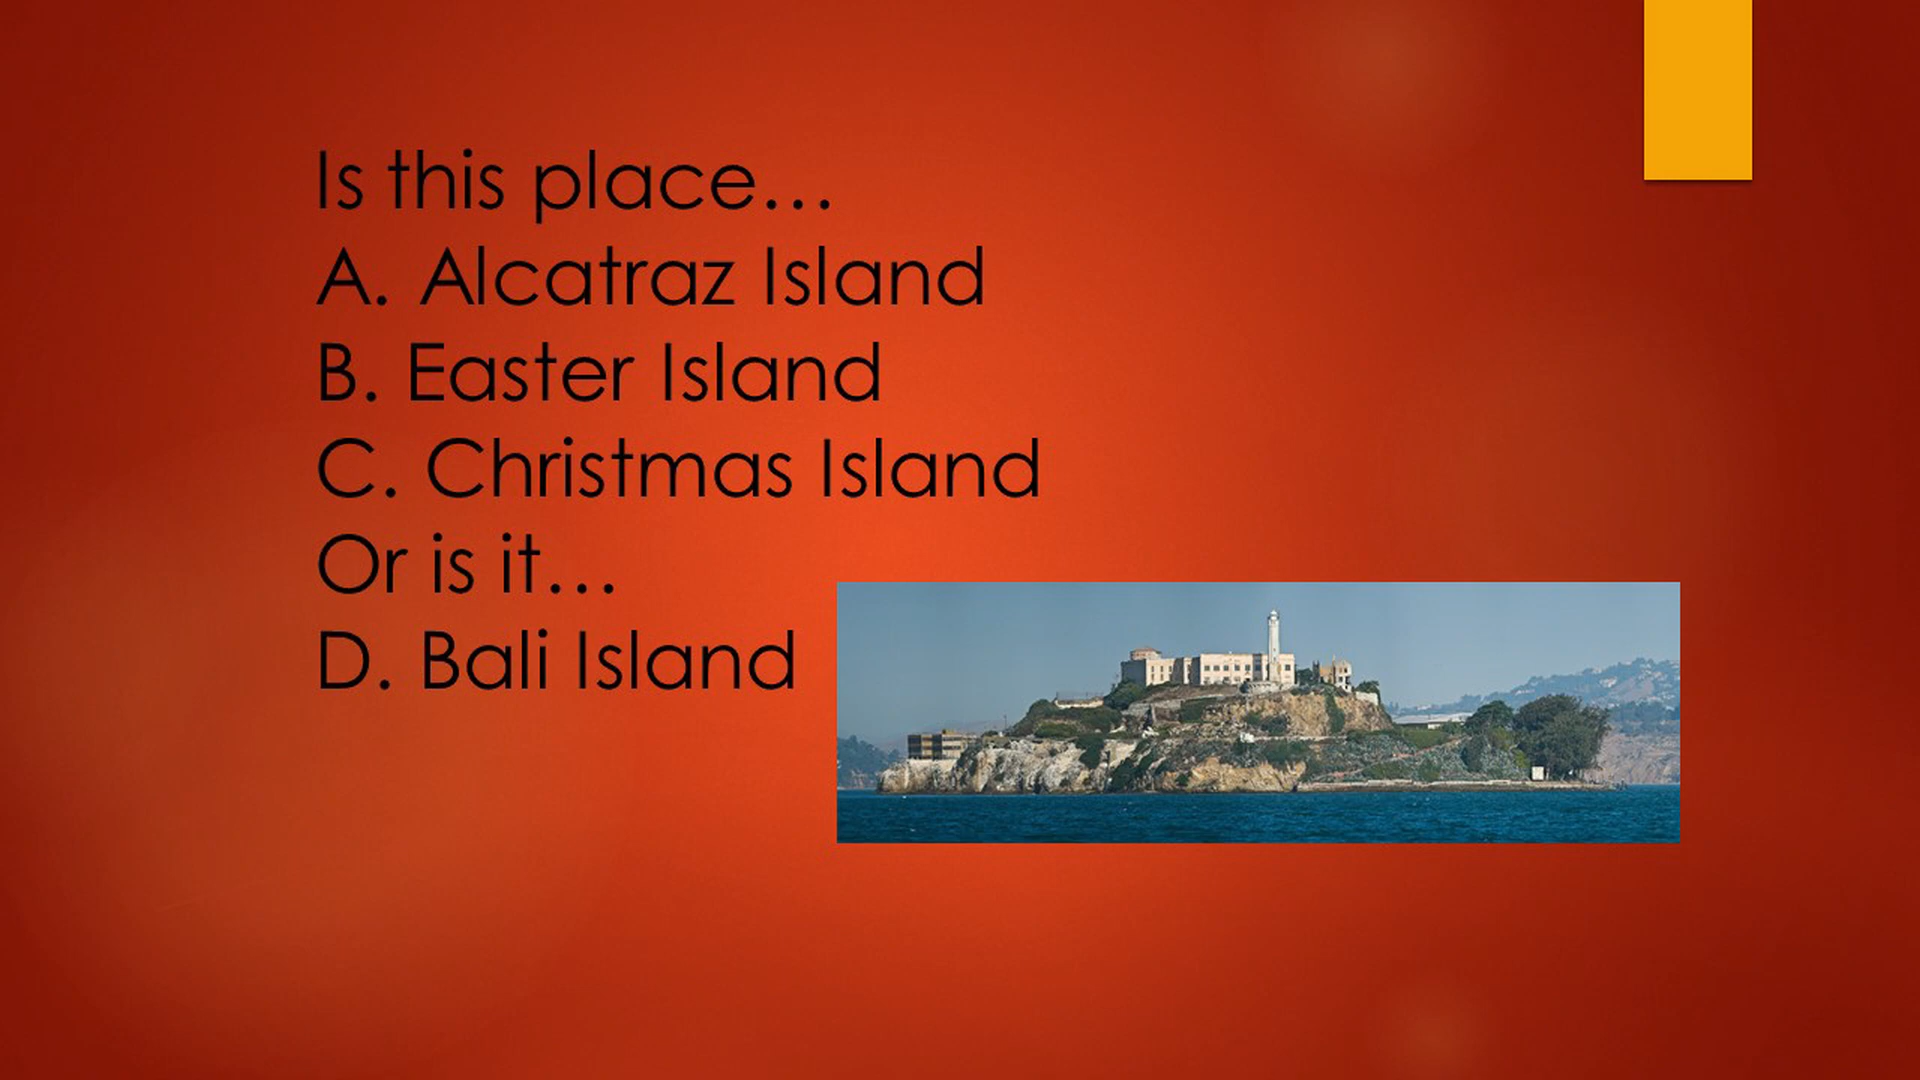 Is this place…
A. Alcatraz Island
B. Easter Island
C. Christmas Island
Or is it…
D. Bali Island